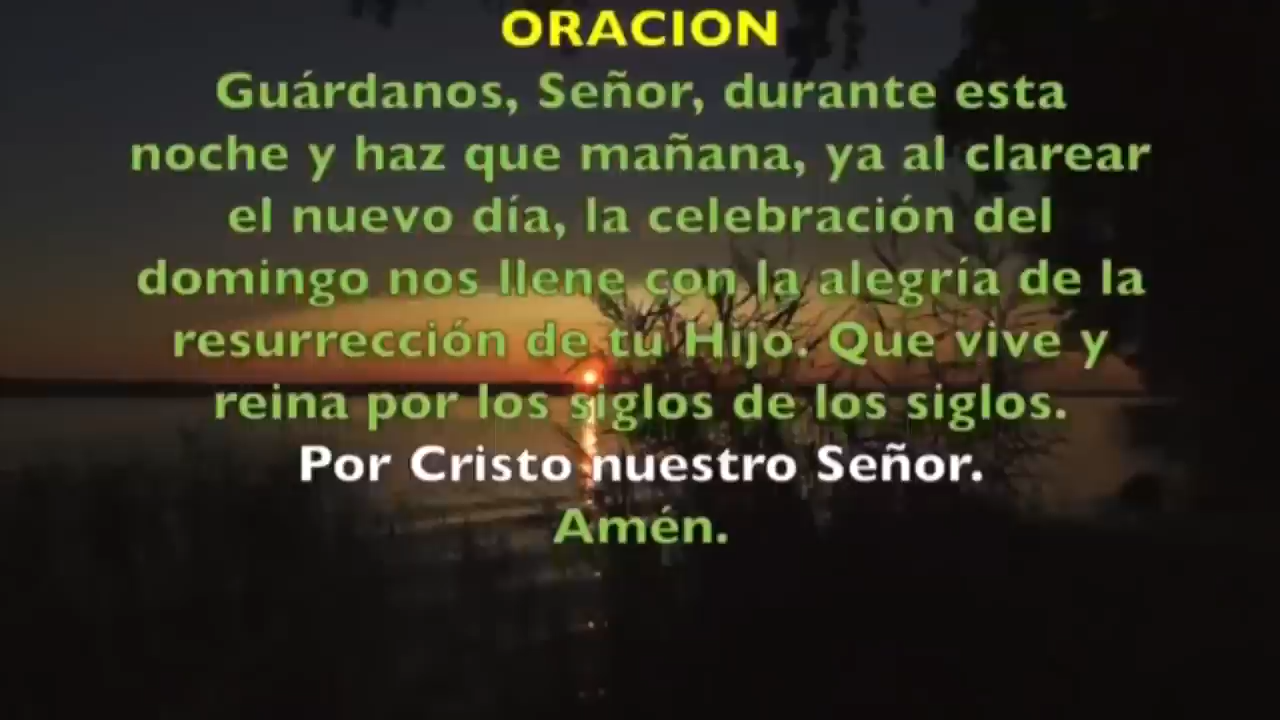 ORACION
Guárdanos, Señor, durante esta
noche y haz que mañana, ya al clarear
el nuevo día, la celebración del
domingo nos llene con la alegría de la
resurrección de tu Hijo. Que vive y
reina por los siglos de los siglos.
Por Cristo nuestro Señor.
Amén.